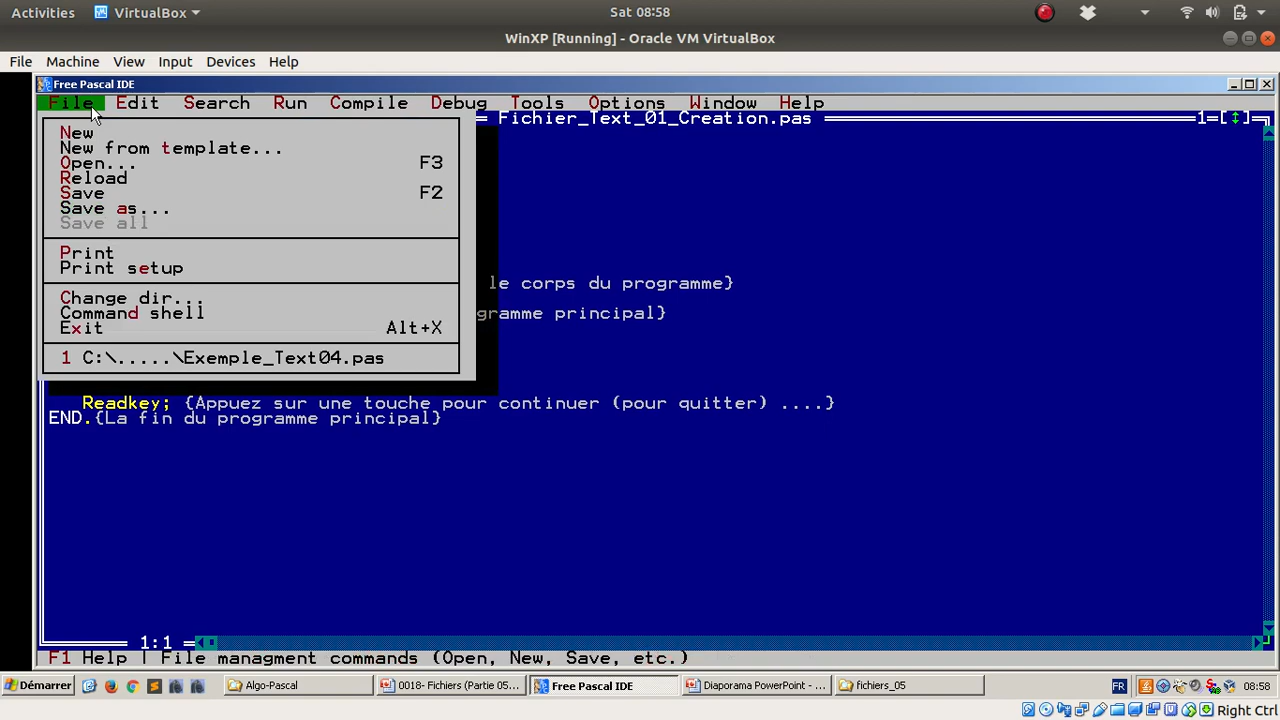 Activities VirtualBox Sat 08:58
WinXP [Running] - Oracle VM VirtualBox
File Machine View Input Devices Help
Free Pascal IDE
File Edit Search Run Compile Debug Tools Options Window Help
Fichier_Text_01_Creation.pas 1=[↕]
New
New from template...
Open... F3
Reload
Save F2
Save as...
Save all
Print
Print setup
le corps du programme}
Change dir...
Command shell
gramme principal}
Exit Alt+X
1 C:\.....\Exemple_Text04.pas
Readkey; {Appuez sur une touche pour continuer (pour quitter) ....}
END.{La fin du programme principal}
1:1
F1 Help | File managment commands (Open, New, Save, etc.)
Démarrer Algo-Pascal 0018- Fichiers (Partie 05... Free Pascal IDE Diaporama PowerPoint - ... fichiers_05 FR 08:58
Right Ctrl